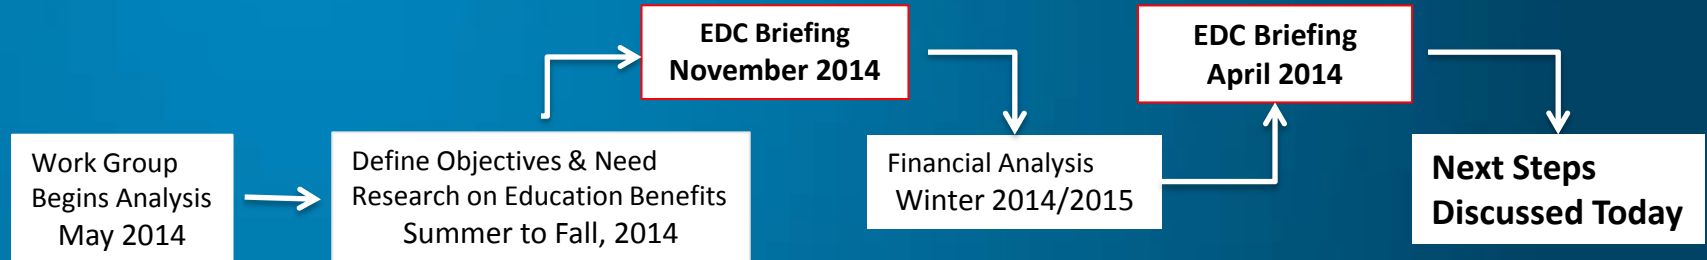 Work Group
Begins Analysis
May 2014
Define Objectives & Need
Research on Education Benefits
Summer to Fall, 2014
EDC Briefing
November 2014
Financial Analysis
Winter 2014/2015
EDC Briefing
April 2014
Next Steps
Discussed Today